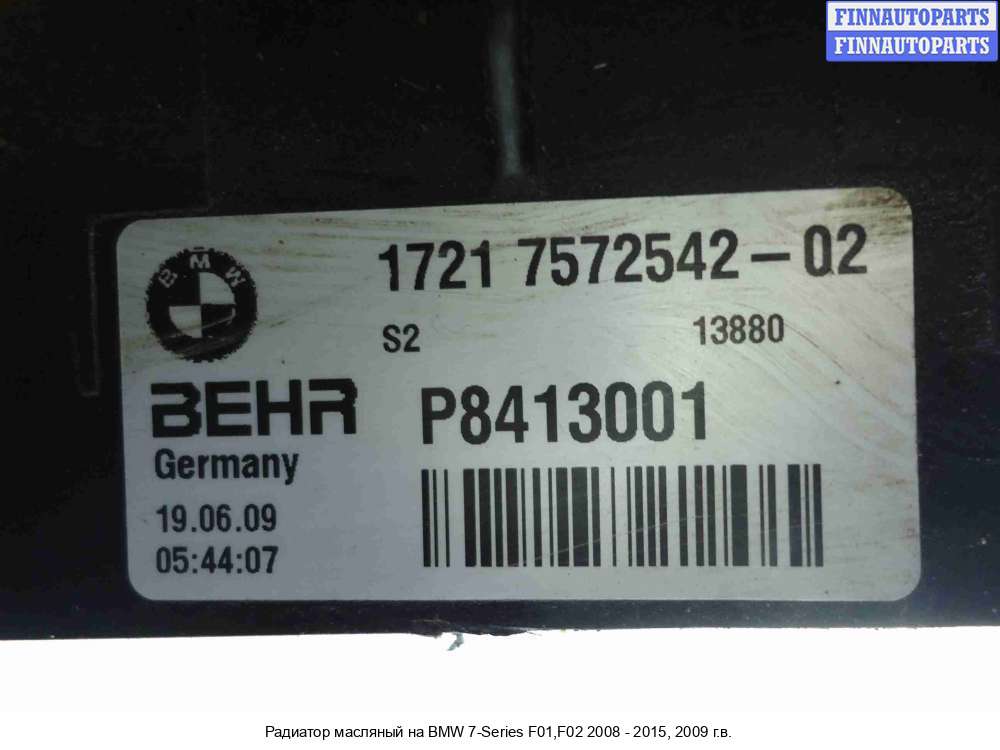 FINNAUTOPARTS
FINNAUTOPARTS
BMW
1721 7572542-02
S2 13880
BEHR P8413001
Germany
19.06.09
05:44:07
Радиатор масляный на BMW 7-Series F01,F02 2008 - 2015, 2009 г.в.